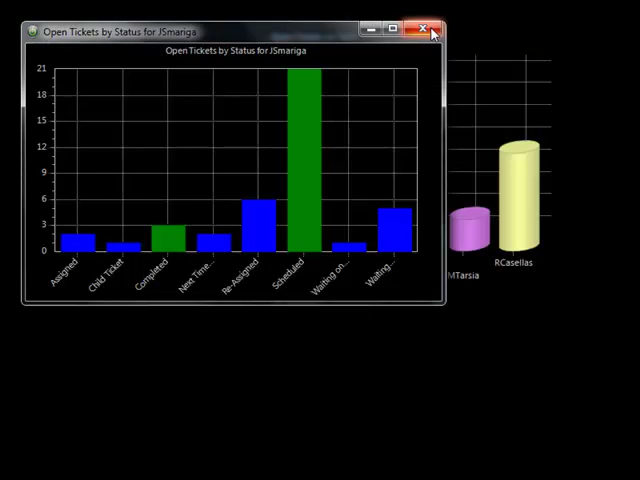 Open Tickets by Status for JSmariga
Open Tickets by Status for JSmariga
21
18
15
12
9
6
3
0
Assigned
Child Ticket
Completed
Next Time...
Re-Assigned
Scheduled
Waiting on...
Waiting...
MTarsia
RCasellas